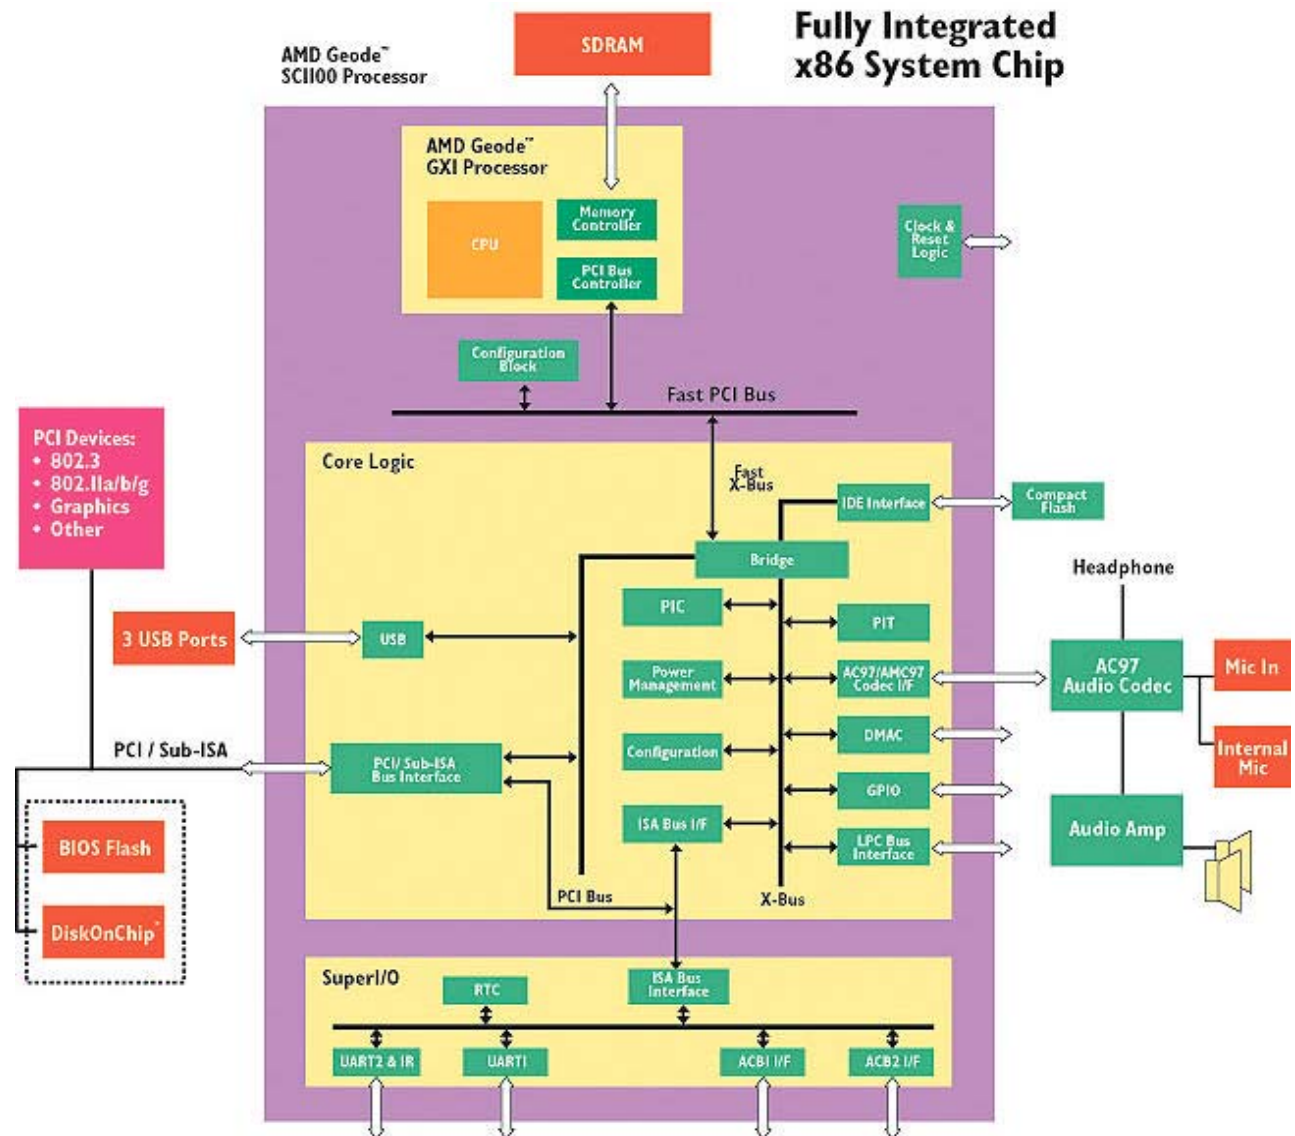 Fully Integrated
x86 System Chip
AMD Geode™
SC1100 Processor
SDRAM
AMD Geode™
GX1 Processor
CPU
Memory
Controller
PCI Bus
Controller
Clock &
Reset
Logic
Configuration
Block
Fast PCI Bus
PCI Devices:
• 802.3
• 802.11a/b/g
• Graphics
• Other
Core Logic
Fast
X-Bus
IDE Interface
Compact
Flash
Bridge
Headphone
PIC
PIT
3 USB Ports
USB
Power
Management
AC97/AMC97
Codec I/F
AC97
Audio Codec
Mic In
DMAC
Internal
Mic
PCI / Sub-ISA
PCI/ Sub-ISA
Bus Interface
Configuration
GPIO
BIOS Flash
ISA Bus I/F
LPC Bus
Interface
Audio Amp
PCI Bus
X-Bus
DiskOnChip™
SuperI/O
RTC
ISA Bus
Interface
UART2 & IR
UART1
ACB1 I/F
ACB2 I/F